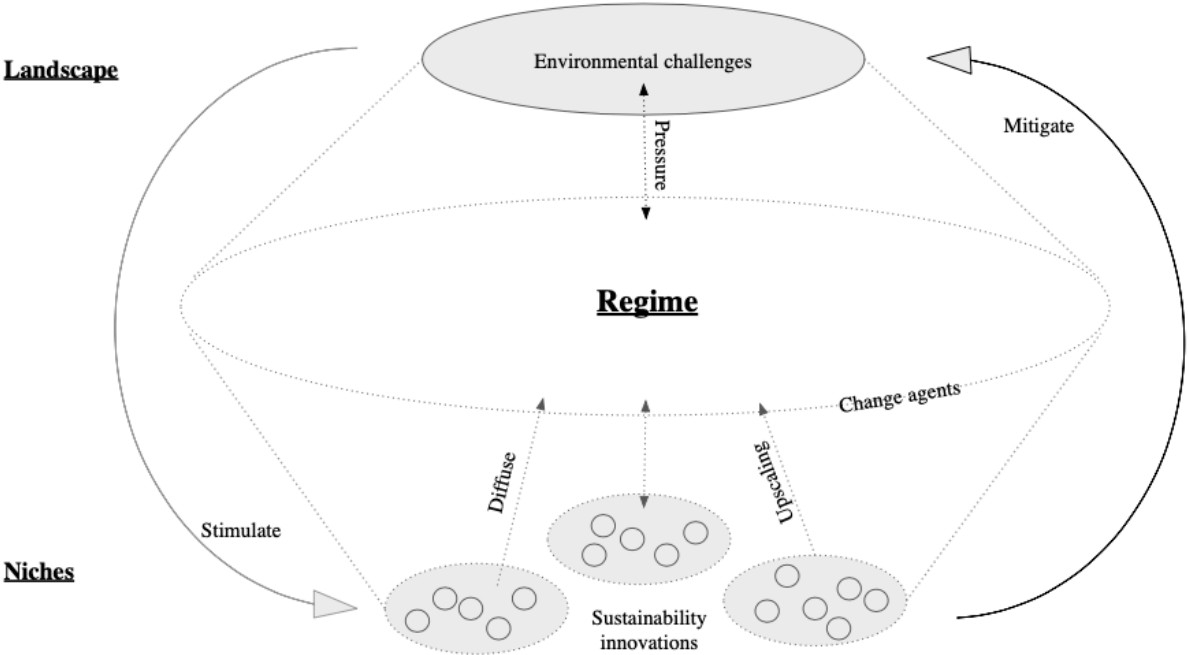 Landscape
Environmental challenges
Pressure
Mitigate
Regime
Change agents
Diffuse
Upscaling
Stimulate
Niches
Sustainability
innovations